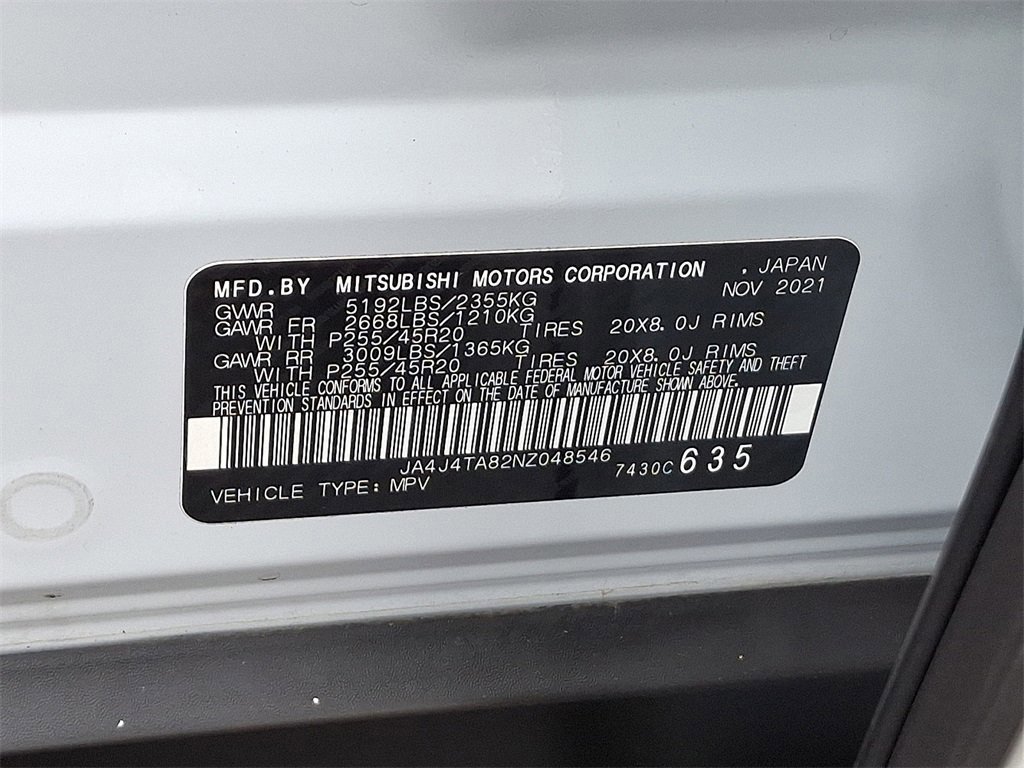 MFD.BY MITSUBISHI MOTORS CORPORATION . JAPAN
GVWR 5192LBS/2355KG NOV 2021
GAWR FR 2668LBS/1210KG
WITH P255/45R20 TIRES 20X8.0J RIMS
GAWR RR 3009LBS/1365KG
WITH P255/45R20 TIRES 20X8.0J RIMS
THIS VEHICLE CONFORMS TO ALL APPLICABLE FEDERAL MOTOR VEHICLE SAFETY AND THEFT
PREVENTION STANDARDS IN EFFECT ON THE DATE OF MANUFACTURE SHOWN ABOVE.
JA4J4TA82NZ048546 7430C 635
VEHICLE TYPE: MPV